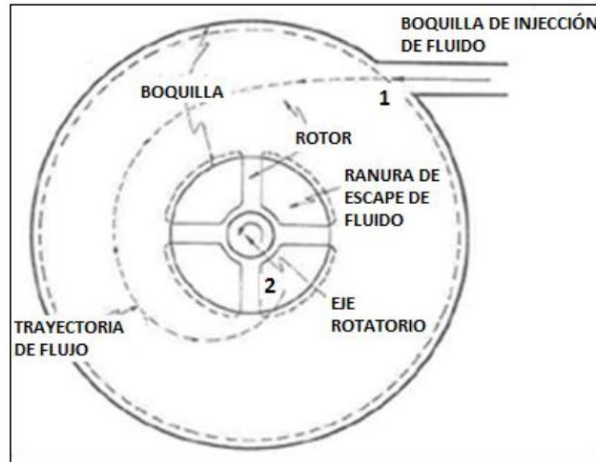 BOQUILLA DE INJECCIÓN
DE FLUIDO
1
BOQUILLA
ROTOR
RANURA DE
ESCAPE DE
FLUIDO
2
EJE
ROTATORIO
TRAYECTORIA
DE FLUJO